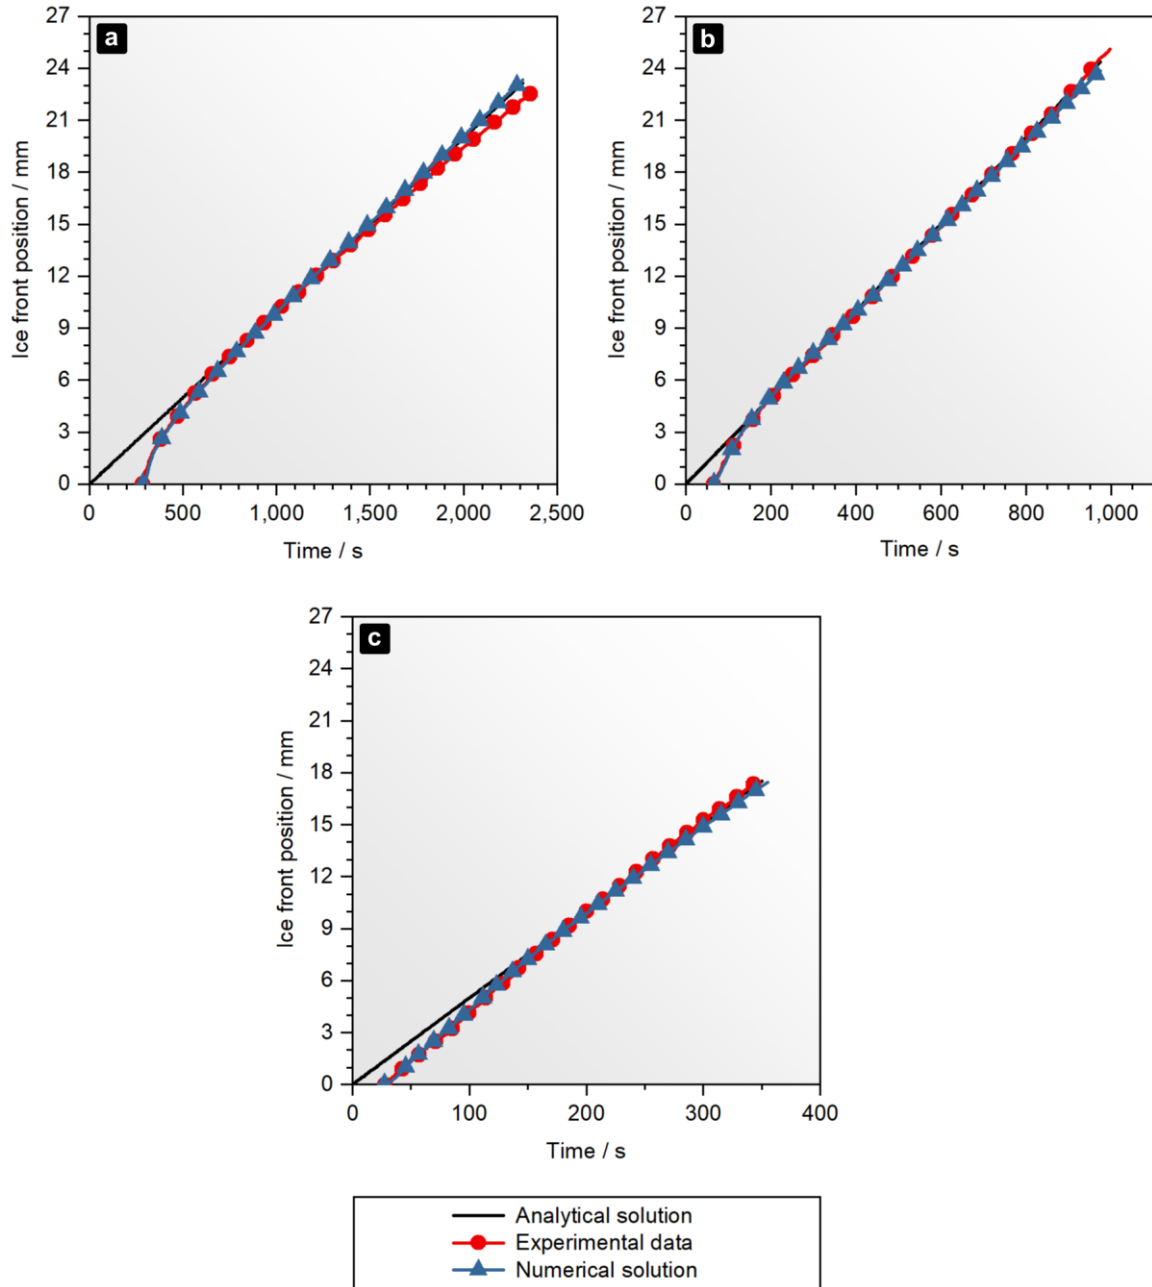 a
27
24
21
18
15
12
9
6
3
0
Ice front position / mm
0 500 1,000 1,500 2,000 2,500
Time / s
b
27
24
21
18
15
12
9
6
3
0
Ice front position / mm
0 200 400 600 800 1,000
Time / s
c
27
24
21
18
15
12
9
6
3
0
Ice front position / mm
0 100 200 300 400
Time / s
Analytical solution
Experimental data
Numerical solution